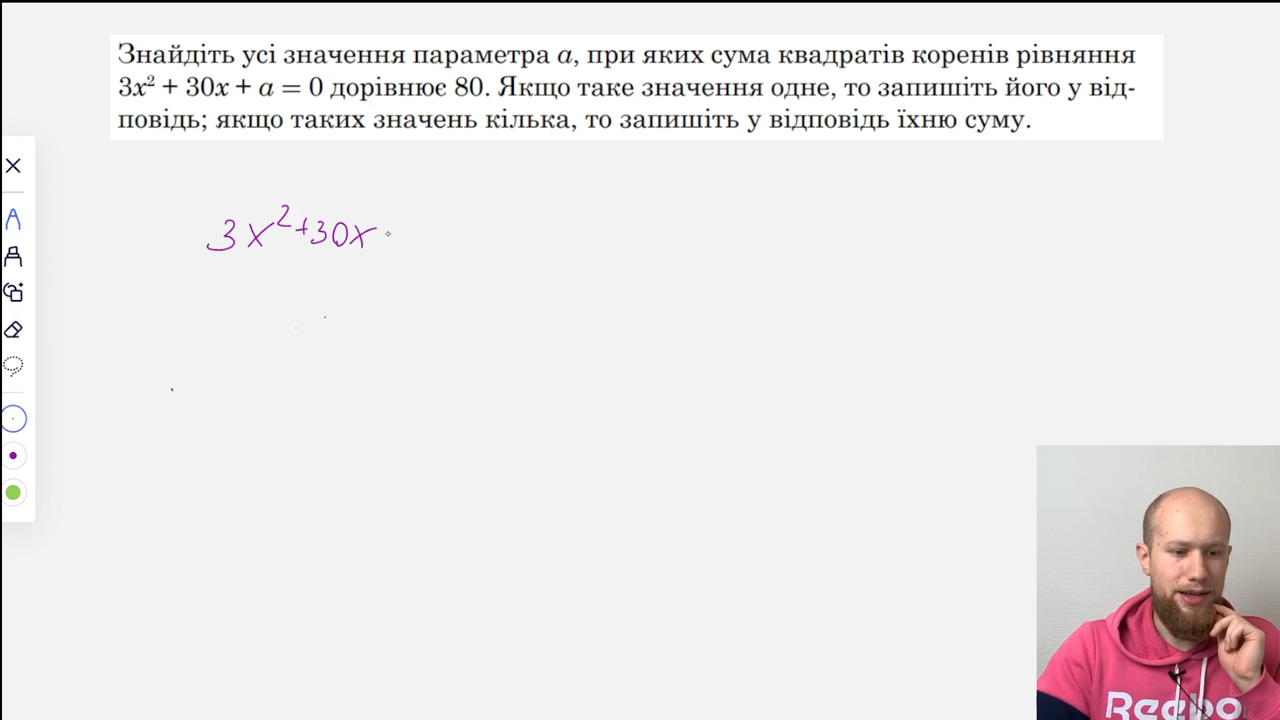 Знайдіть усі значення параметра a, при яких сума квадратів коренів рівняння
3x² + 30x + a = 0 дорівнює 80. Якщо таке значення одне, то запишіть його у від-
повідь; якщо таких значень кілька, то запишіть у відповідь їхню суму.
3x²+30x
Reebo